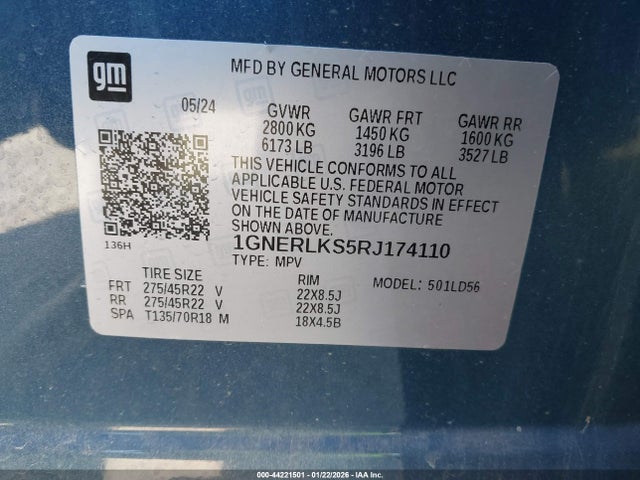 gm
MFD BY GENERAL MOTORS LLC
05/24 GVWR GAWR FRT GAWR RR
2800 KG 1450 KG 1600 KG
6173 LB 3196 LB 3527 LB
THIS VEHICLE CONFORMS TO ALL
APPLICABLE U.S. FEDERAL MOTOR
VEHICLE SAFETY STANDARDS IN EFFECT
ON THE DATE OF MANUFACTURE
SHOWN ABOVE.
136H 1GNERLKS5RJ174110
TYPE: MPV
TIRE SIZE RIM MODEL: 501LD56
FRT 275/45R22 V 22X8.5J
RR 275/45R22 V 22X8.5J
SPA T135/70R18 M 18X4.5B
000-44221501 - 01/22/2026 - IAA, Inc.